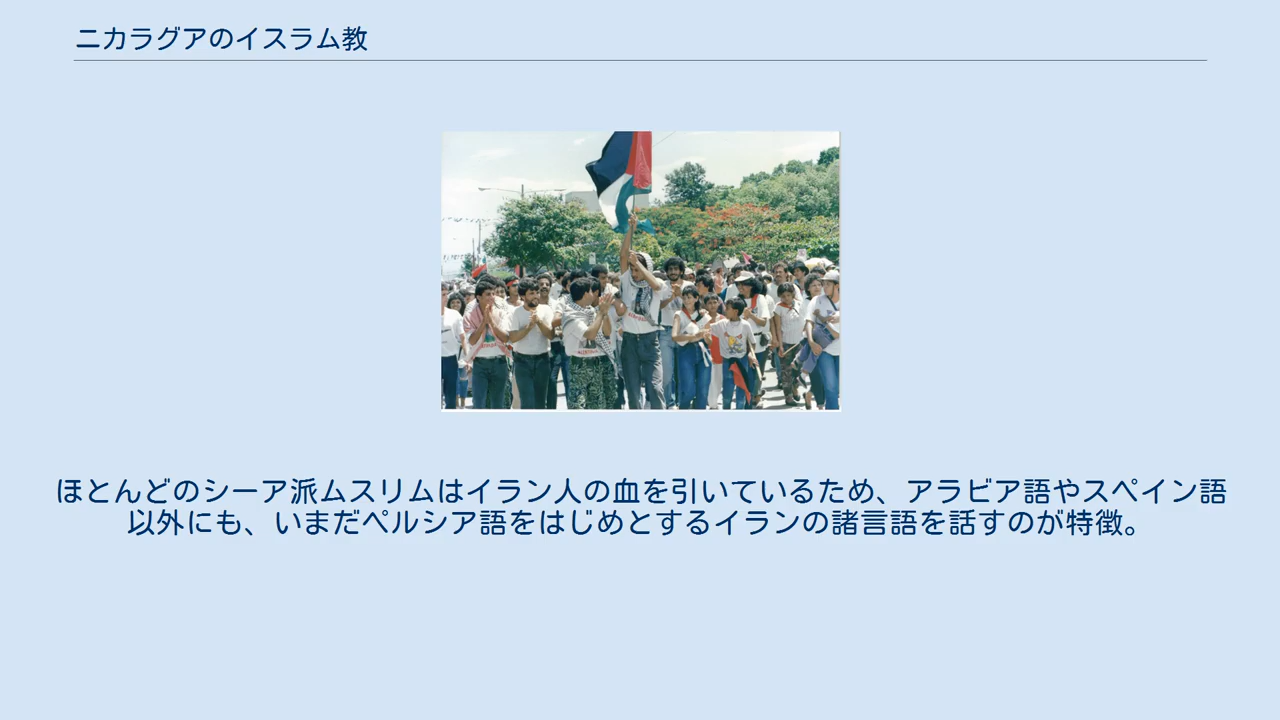 ニカラグアのイスラム教
ほとんどのシーア派ムスリムはイラン人の血を引いているため、アラビア語やスペイン語
以外にも、いまだペルシア語をはじめとするイランの諸言語を話すのが特徴。